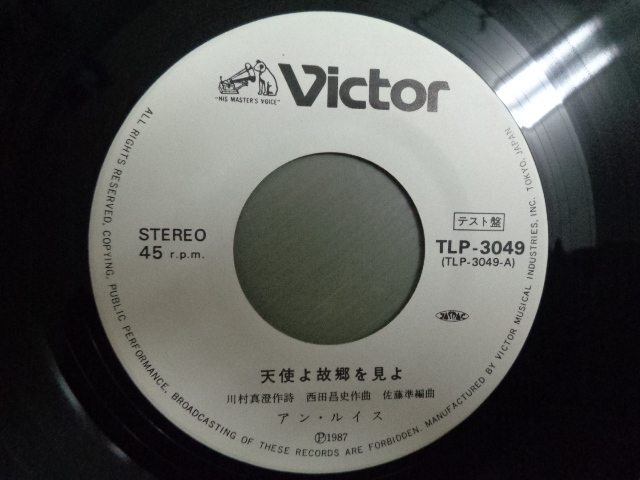 "HIS MASTER'S VOICE"
Victor
STEREO
45 r.p.m.
テスト盤
TLP-3049
(TLP-3049-A)
JASRAC
天使よ故郷を見よ
川村真澄作詩 西田昌史作曲 佐藤準編曲
アン・ルイス
Ⓟ1987
ALL RIGHTS RESERVED, COPYING, PUBLIC PERFORMANCE, BROADCASTING OF THESE RECORDS ARE FORBIDDEN. MANUFACTURED BY VICTOR MUSICAL INDUSTRIES, INC. TOKYO, JAPAN